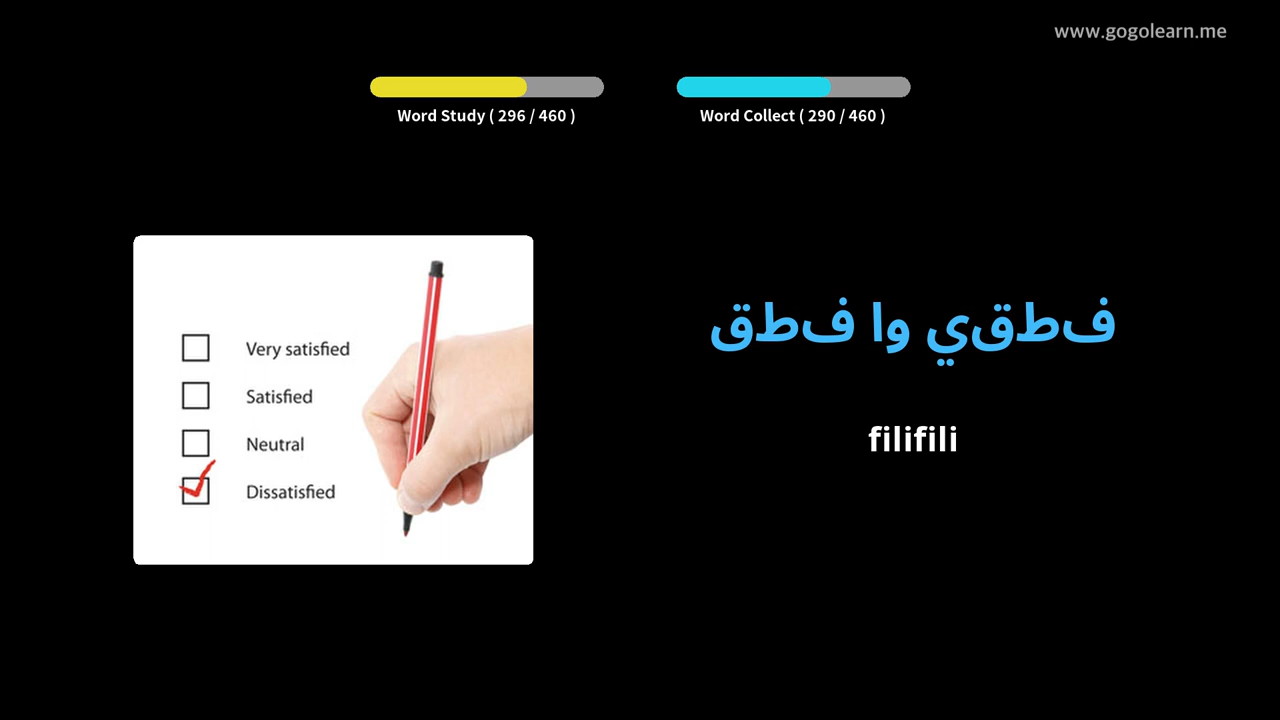 www.gogolearn.me
Word Study ( 296 / 460 )
Word Collect ( 290 / 460 )
Very satisfied
Satisfied
Neutral
Dissatisfied
فطقي وا فطق
filifili